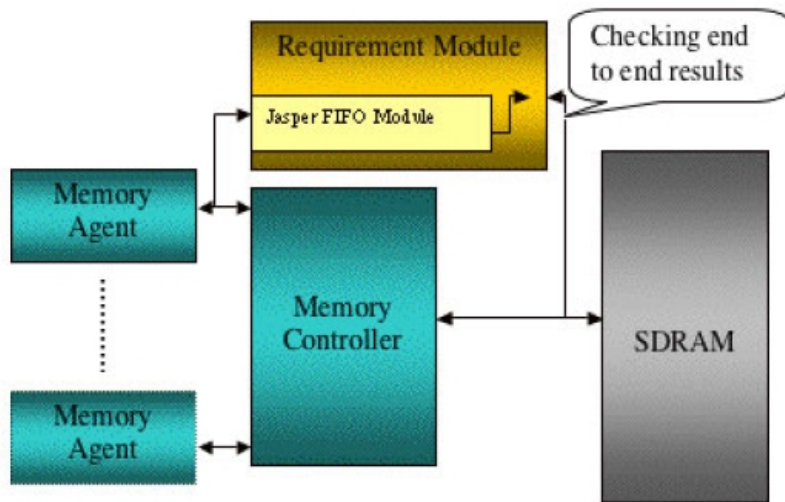 Requirement Module
Checking end
to end results
Jasper FIFO Module
Memory
Agent
Memory
Controller
SDRAM
Memory
Agent